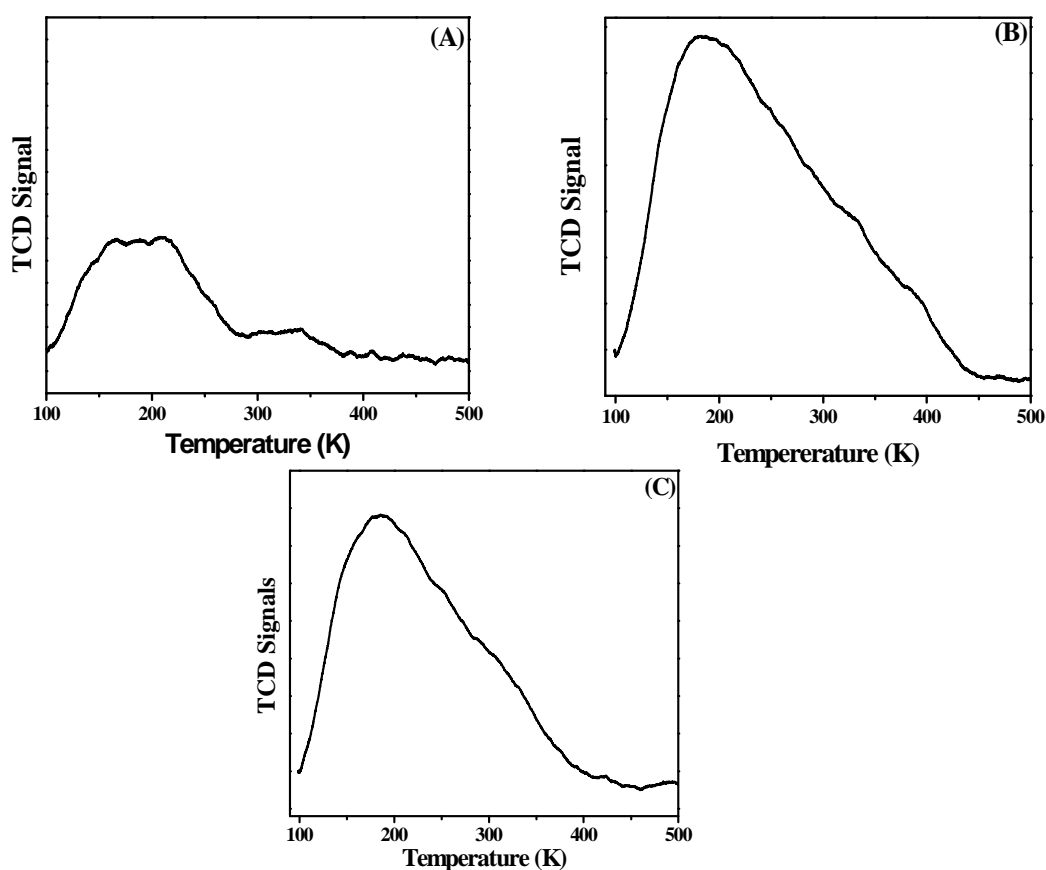 (A)
TCD Signal
100 200 300 400 500
Temperature (K)
(B)
TCD Signal
100 200 300 400 500
Tempererature (K)
(C)
TCD Signals
100 200 300 400 500
Temperature (K)